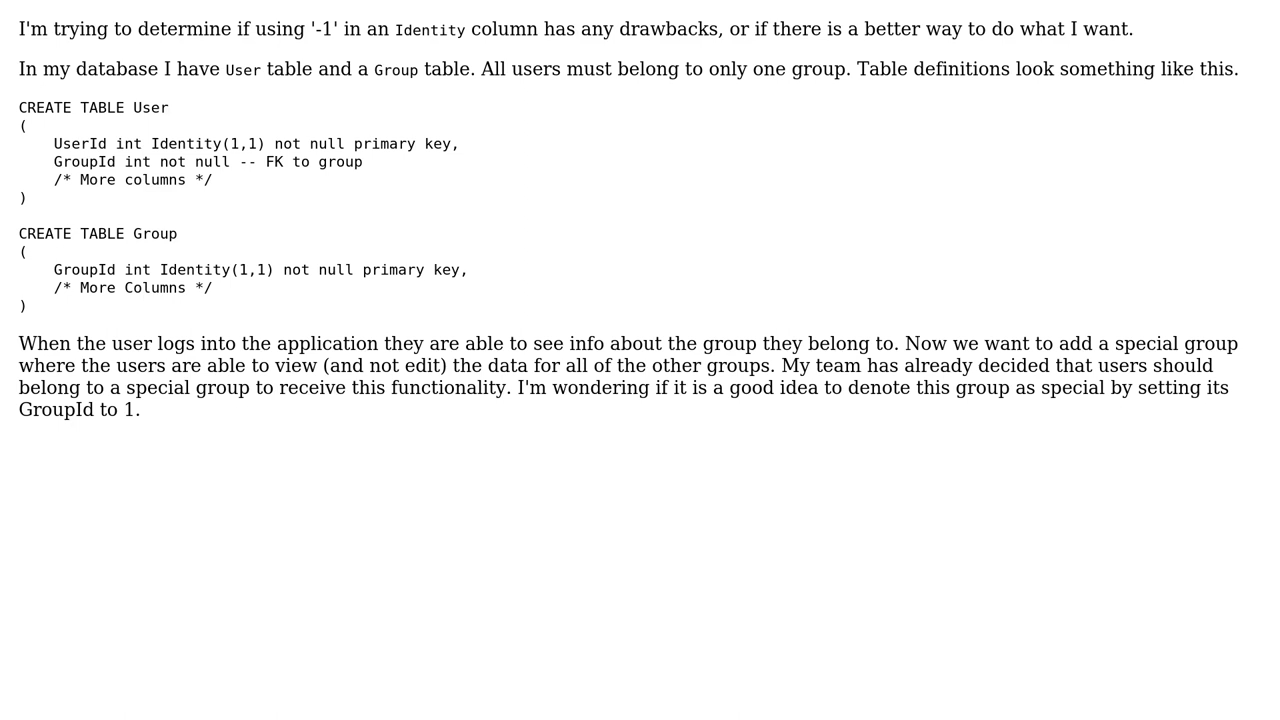 I'm trying to determine if using '-1' in an Identity column has any drawbacks, or if there is a better way to do what I want.
In my database I have User table and a Group table. All users must belong to only one group. Table definitions look something like this.
CREATE TABLE User
(
    UserId int Identity(1,1) not null primary key,
    GroupId int not null -- FK to group
    /* More columns */
)
CREATE TABLE Group
(
    GroupId int Identity(1,1) not null primary key,
    /* More Columns */
)
When the user logs into the application they are able to see info about the group they belong to. Now we want to add a special group
where the users are able to view (and not edit) the data for all of the other groups. My team has already decided that users should
belong to a special group to receive this functionality. I'm wondering if it is a good idea to denote this group as special by setting its
GroupId to 1.